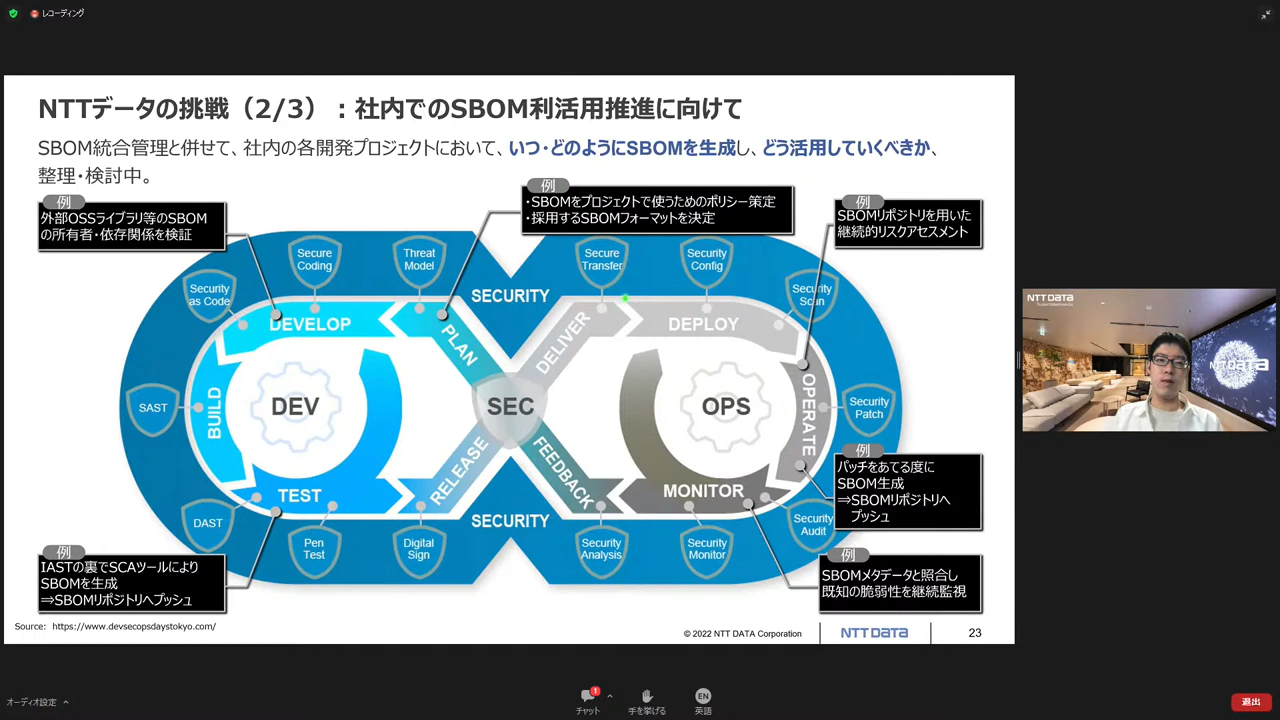 レコーディング
NTTデータの挑戦（2/3）：社内でのSBOM利活用推進に向けて
SBOM統合管理と併せて、社内の各開発プロジェクトにおいて、いつ・どのようにSBOMを生成し、どう活用していくべきか、
整理・検討中。
例
外部OSSライブラリ等のSBOM
の所有者・依存関係を検証
例
・SBOMをプロジェクトで使うためのポリシー策定
・採用するSBOMフォーマットを決定
例
SBOMリポジトリを用いた
継続的リスクアセスメント
Security
as Code
Secure
Coding
Threat
Model
SECURITY
Secure
Transfer
Security
Config
Security
Scan
DEVELOP
PLAN
DELIVER
DEPLOY
SAST
BUILD
DEV
SEC
OPS
OPERATE
Security
Patch
TEST
RELEASE
FEEDBACK
MONITOR
例
パッチをあてる度に
SBOM生成
⇒SBOMリポジトリへ
プッシュ
DAST
Pen
Test
Digital
Sign
SECURITY
Security
Analysis
Security
Monitor
Security
Audit
例
IASTの裏でSCAツールにより
SBOMを生成
⇒SBOMリポジトリへプッシュ
例
SBOMメタデータと照合し
既知の脆弱性を継続監視
Source: https://www.devsecopsdaystokyo.com/
© 2022 NTT DATA Corporation
NTT DATA
23
NTT DATA
NTT DATA
オーディオ設定
1
チャット
手を挙げる
EN
英語
退出